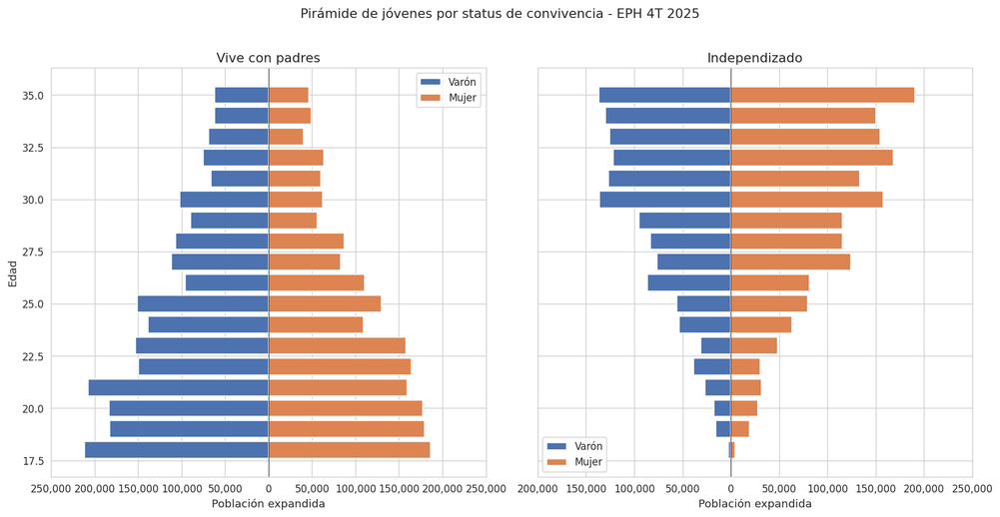 Pirámide de jóvenes por status de convivencia - EPH 4T 2025
Vive con padres
Varón
Mujer
Edad
35.0
32.5
30.0
27.5
25.0
22.5
20.0
17.5
250,000 200,000 150,000 100,000 50,000 0 50,000 100,000 150,000 200,000 250,000
Población expandida
Independizado
Varón
Mujer
200,000 150,000 100,000 50,000 0 50,000 100,000 150,000 200,000 250,000
Población expandida